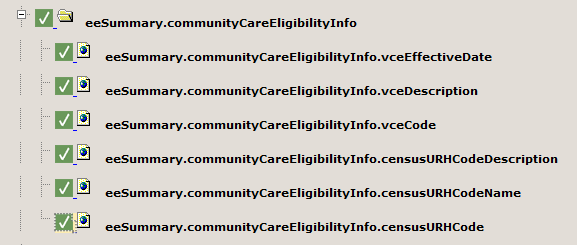 eeSummary.communityCareEligibilityInfo
eeSummary.communityCareEligibilityInfo.vceEffectiveDate
eeSummary.communityCareEligibilityInfo.vceDescription
eeSummary.communityCareEligibilityInfo.vceCode
eeSummary.communityCareEligibilityInfo.censusURHCodeDescription
eeSummary.communityCareEligibilityInfo.censusURHCodeName
eeSummary.communityCareEligibilityInfo.censusURHCode